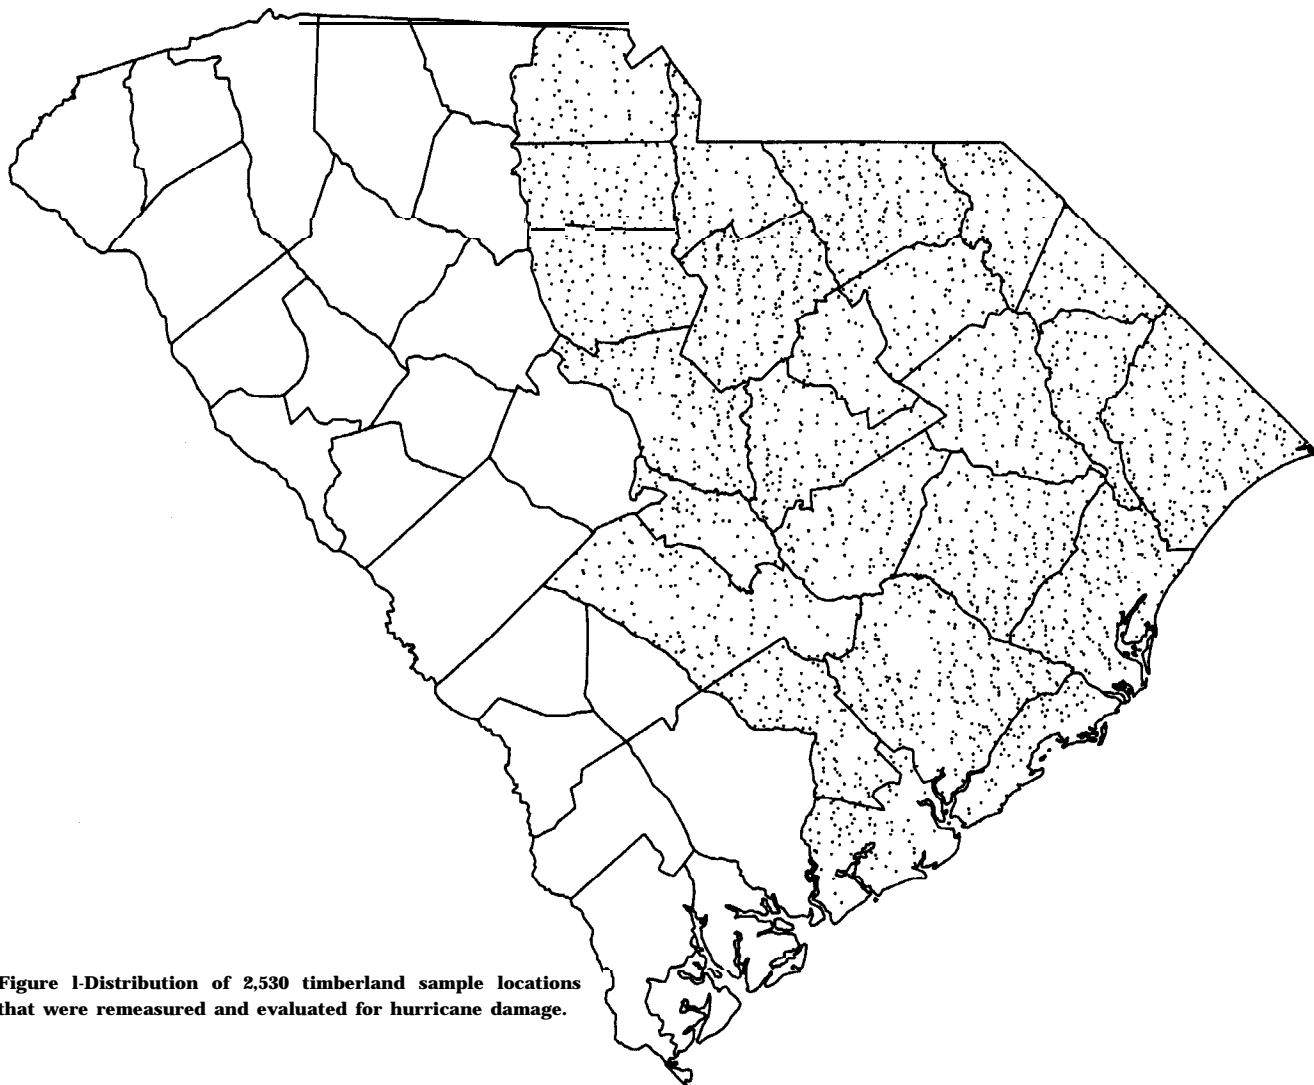 Figure l-Distribution of 2,530 timberland sample locations
that were remeasured and evaluated for hurricane damage.